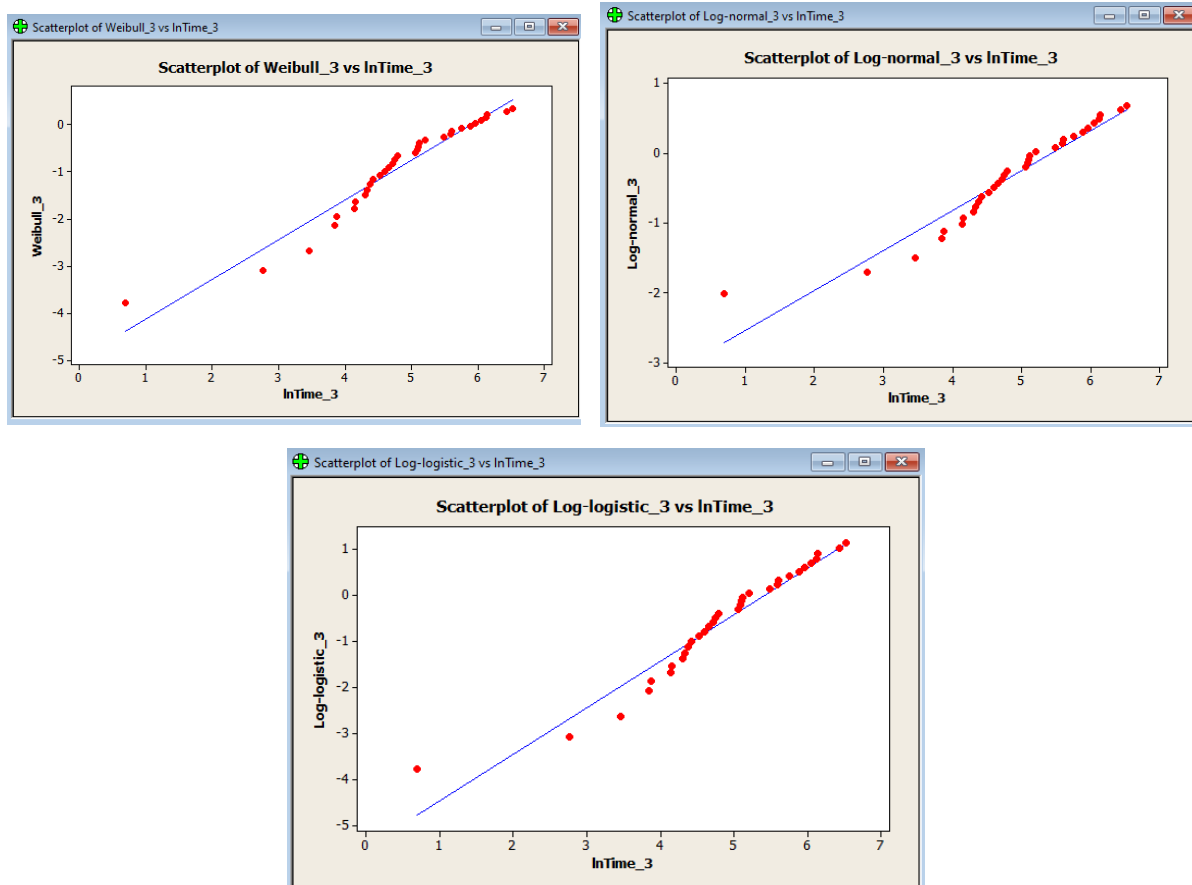 Scatterplot of Weibull_3 vs lnTime_3
Scatterplot of Weibull_3 vs lnTime_3
0
-1
-2
-3
-4
-5
Weibull_3
0 1 2 3 4 5 6 7
lnTime_3
Scatterplot of Log-normal_3 vs lnTime_3
Scatterplot of Log-normal_3 vs lnTime_3
1
0
-1
-2
-3
Log-normal_3
0 1 2 3 4 5 6 7
lnTime_3
Scatterplot of Log-logistic_3 vs lnTime_3
Scatterplot of Log-logistic_3 vs lnTime_3
1
0
-1
-2
-3
-4
-5
Log-logistic_3
0 1 2 3 4 5 6 7
lnTime_3